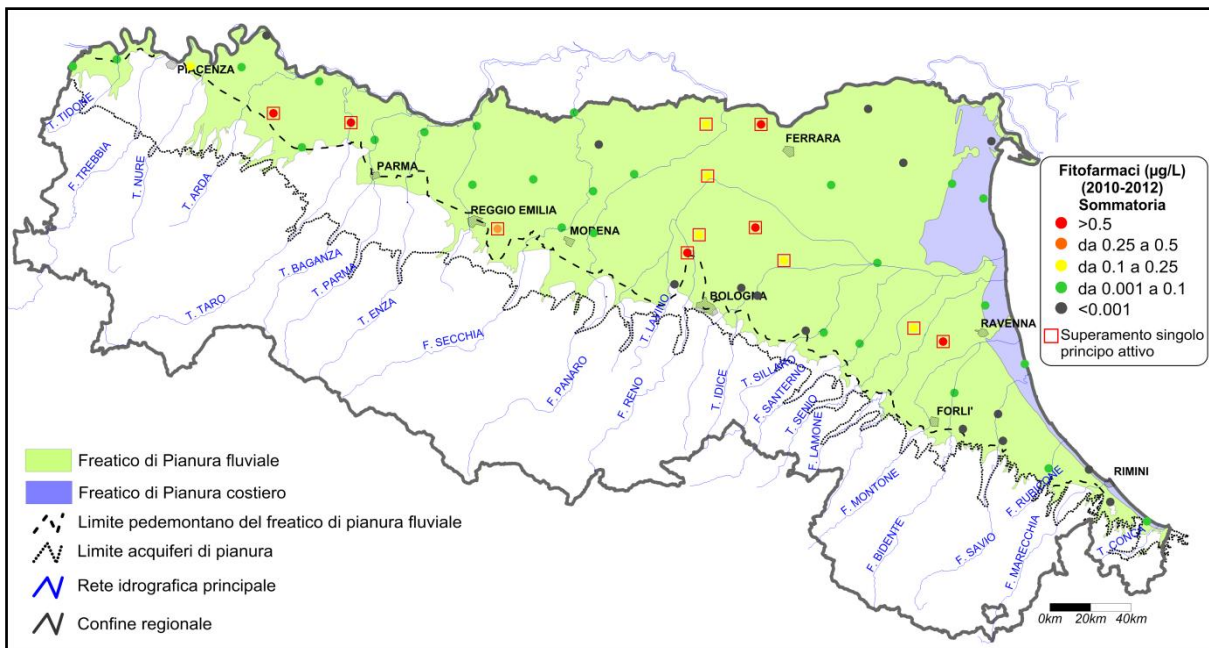 PIACENZA
T. TIDONE
F. TREBBIA
T. NURE
T. ARDA
PARMA
FERRARA
REGGIO EMILIA
MODENA
T. TARO
T. BAGANZA
T. PARMA
T. ENZA
F. SECCHIA
F. PANARO
F. RENO
T. LAVINO
BOLOGNA
T. IDICE
T. SILLARO
F. SANTERNO
T. SENIO
F. LAMONE
RAVENNA
FORLI'
F. MONTONE
F. BIDENTE
F. SAVIO
F. RUBICONE
F. MARECCHIA
RIMINI
T. CONCA
Fitofarmaci (µg/L)
(2010-2012)
Sommatoria
>0.5
da 0.25 a 0.5
da 0.1 a 0.25
da 0.001 a 0.1
<0.001
Superamento singolo
principo attivo
Freatico di Pianura fluviale
Freatico di Pianura costiero
Limite pedemontano del freatico di pianura fluviale
Limite acquiferi di pianura
Rete idrografica principale
Confine regionale
0km 20km 40km